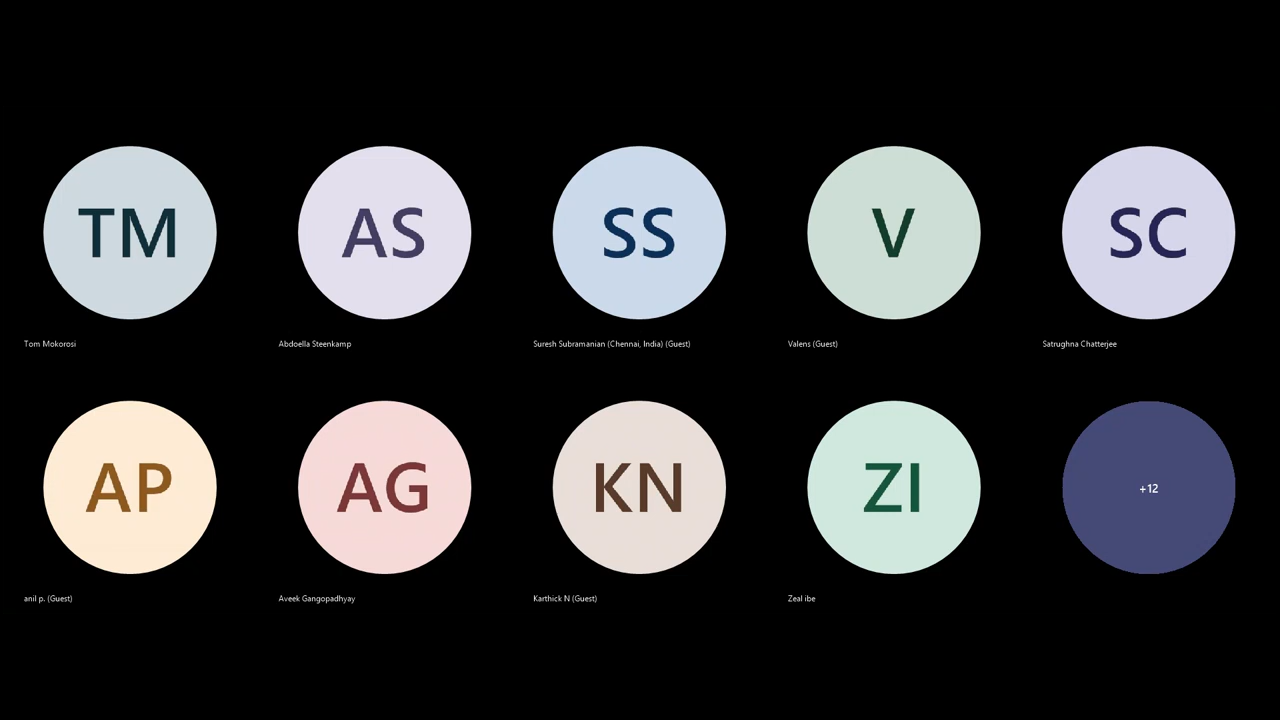 TM
AS
SS
V
SC
Tom Mokorosi
Abdoella Steenkamp
Suresh Subramanian (Chennai, India) (Guest)
Valens (Guest)
Satrughna Chatterjee
AP
AG
KN
ZI
+12
anil p. (Guest)
Aveek Gangopadhyay
Karthick N (Guest)
Zeal ibe